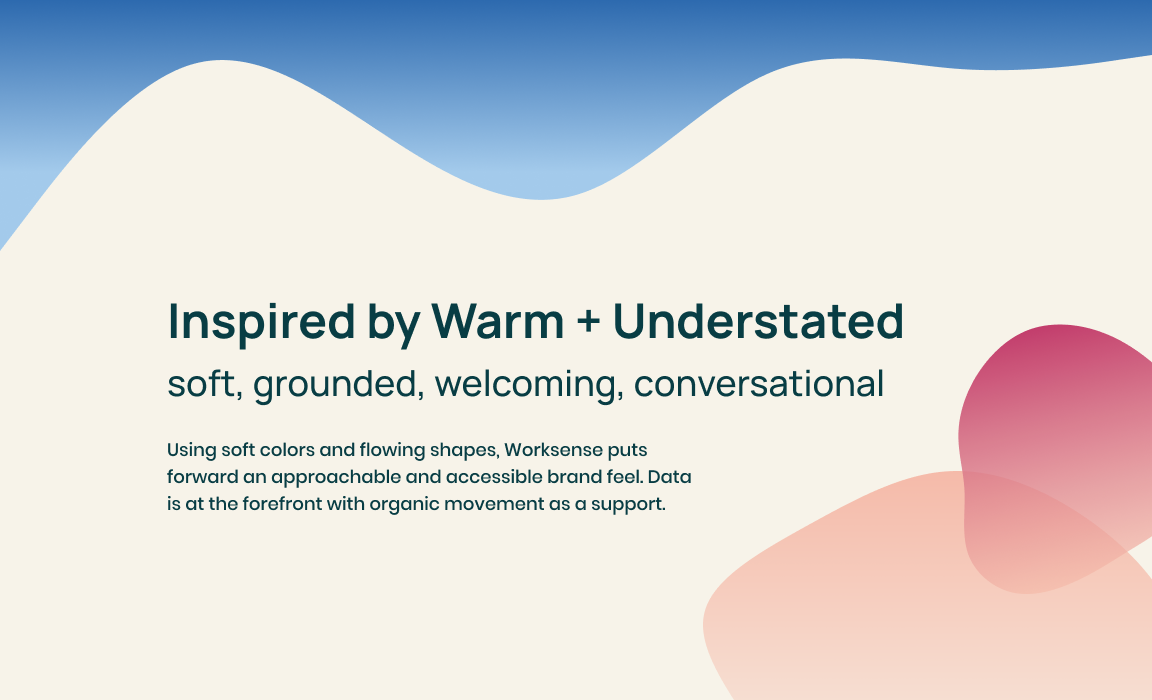 Inspired by Warm + Understated
soft, grounded, welcoming, conversational
Using soft colors and flowing shapes, Worksense puts
forward an approachable and accessible brand feel. Data
is at the forefront with organic movement as a support.